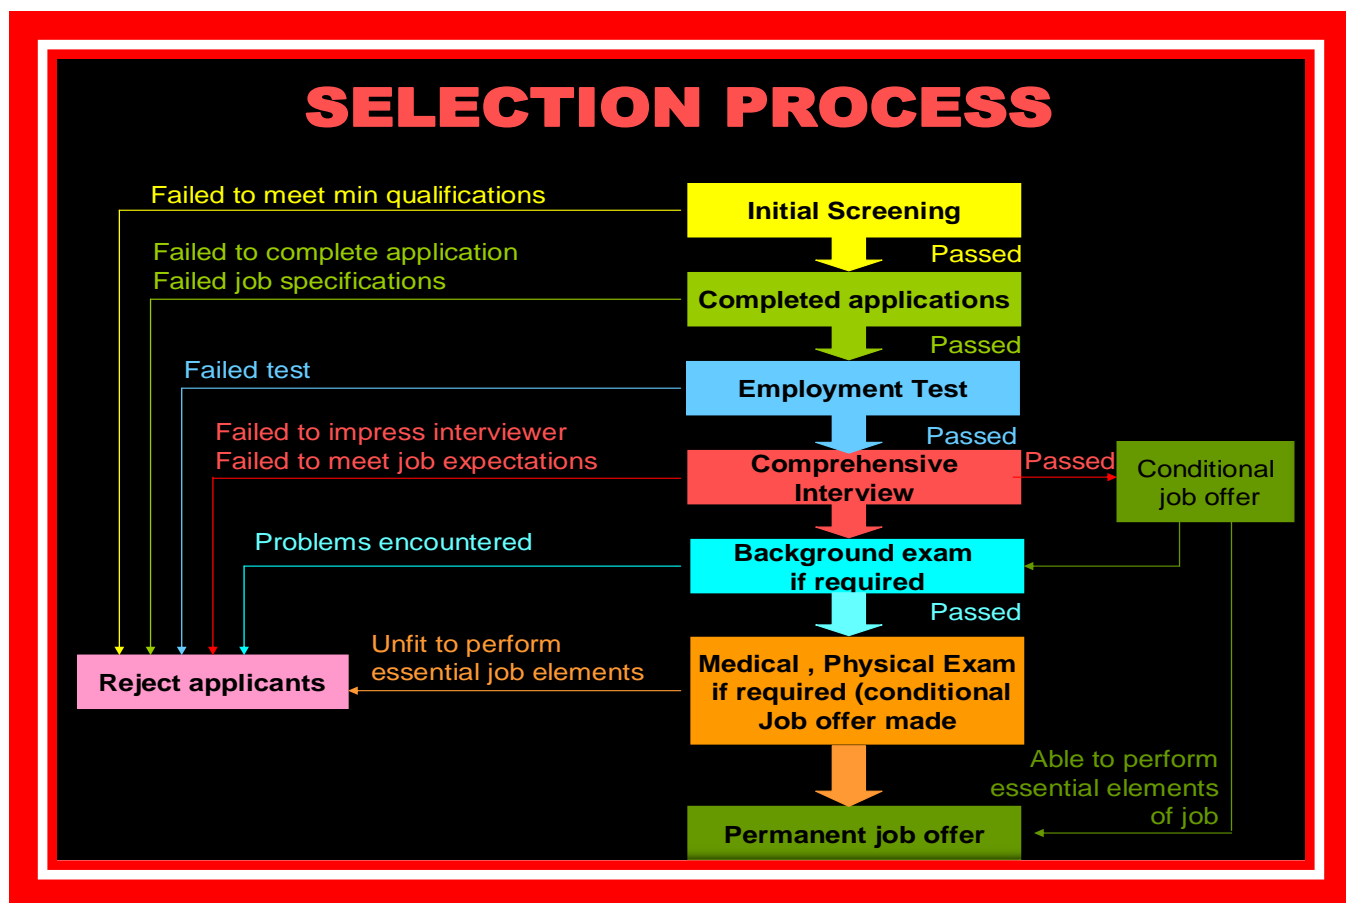 SELECTION PROCESS
Failed to meet min qualifications
Initial Screening
Passed
Failed to complete application
Failed job specifications
Completed applications
Passed
Failed test
Employment Test
Passed
Failed to impress interviewer
Failed to meet job expectations
Comprehensive
Interview
Passed
Conditional
job offer
Problems encountered
Background exam
if required
Passed
Unfit to perform
essential job elements
Reject applicants
Medical , Physical Exam
if required (conditional
Job offer made
Able to perform
essential elements
of job
Permanent job offer